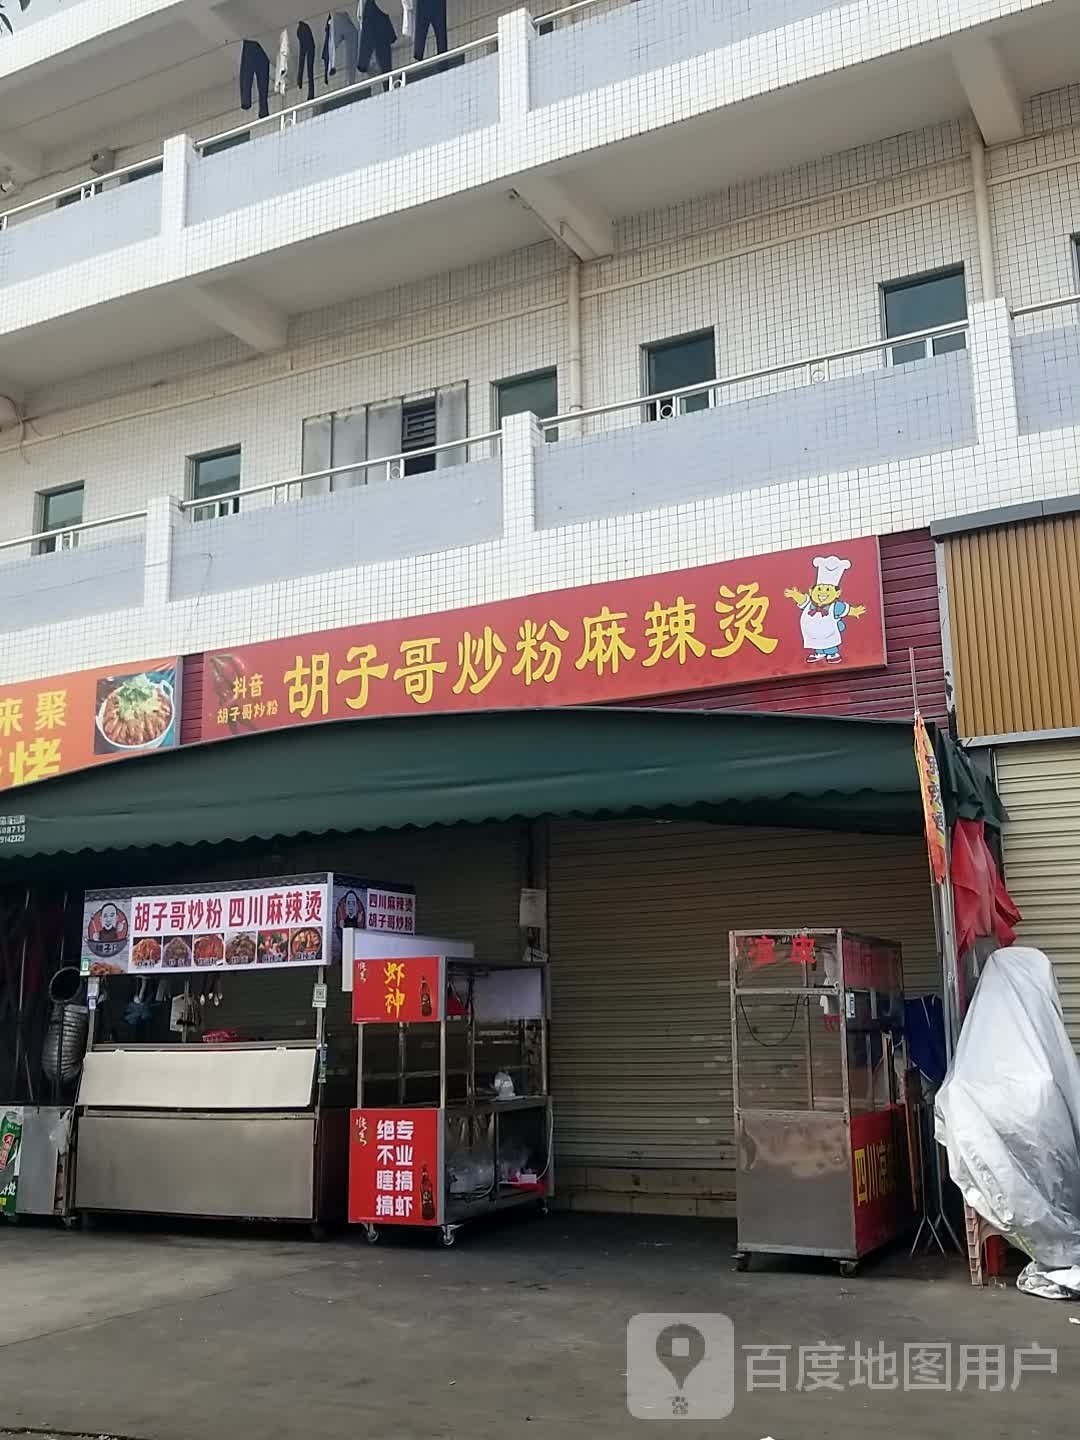 来聚
烤
抖音
胡子哥炒粉
胡子哥炒粉麻辣烫
胡子哥炒粉 四川麻辣烫
四川麻辣烫
胡子哥炒粉
虾神
专业搞虾
绝不瞎搞
四川麻
百度地图用户